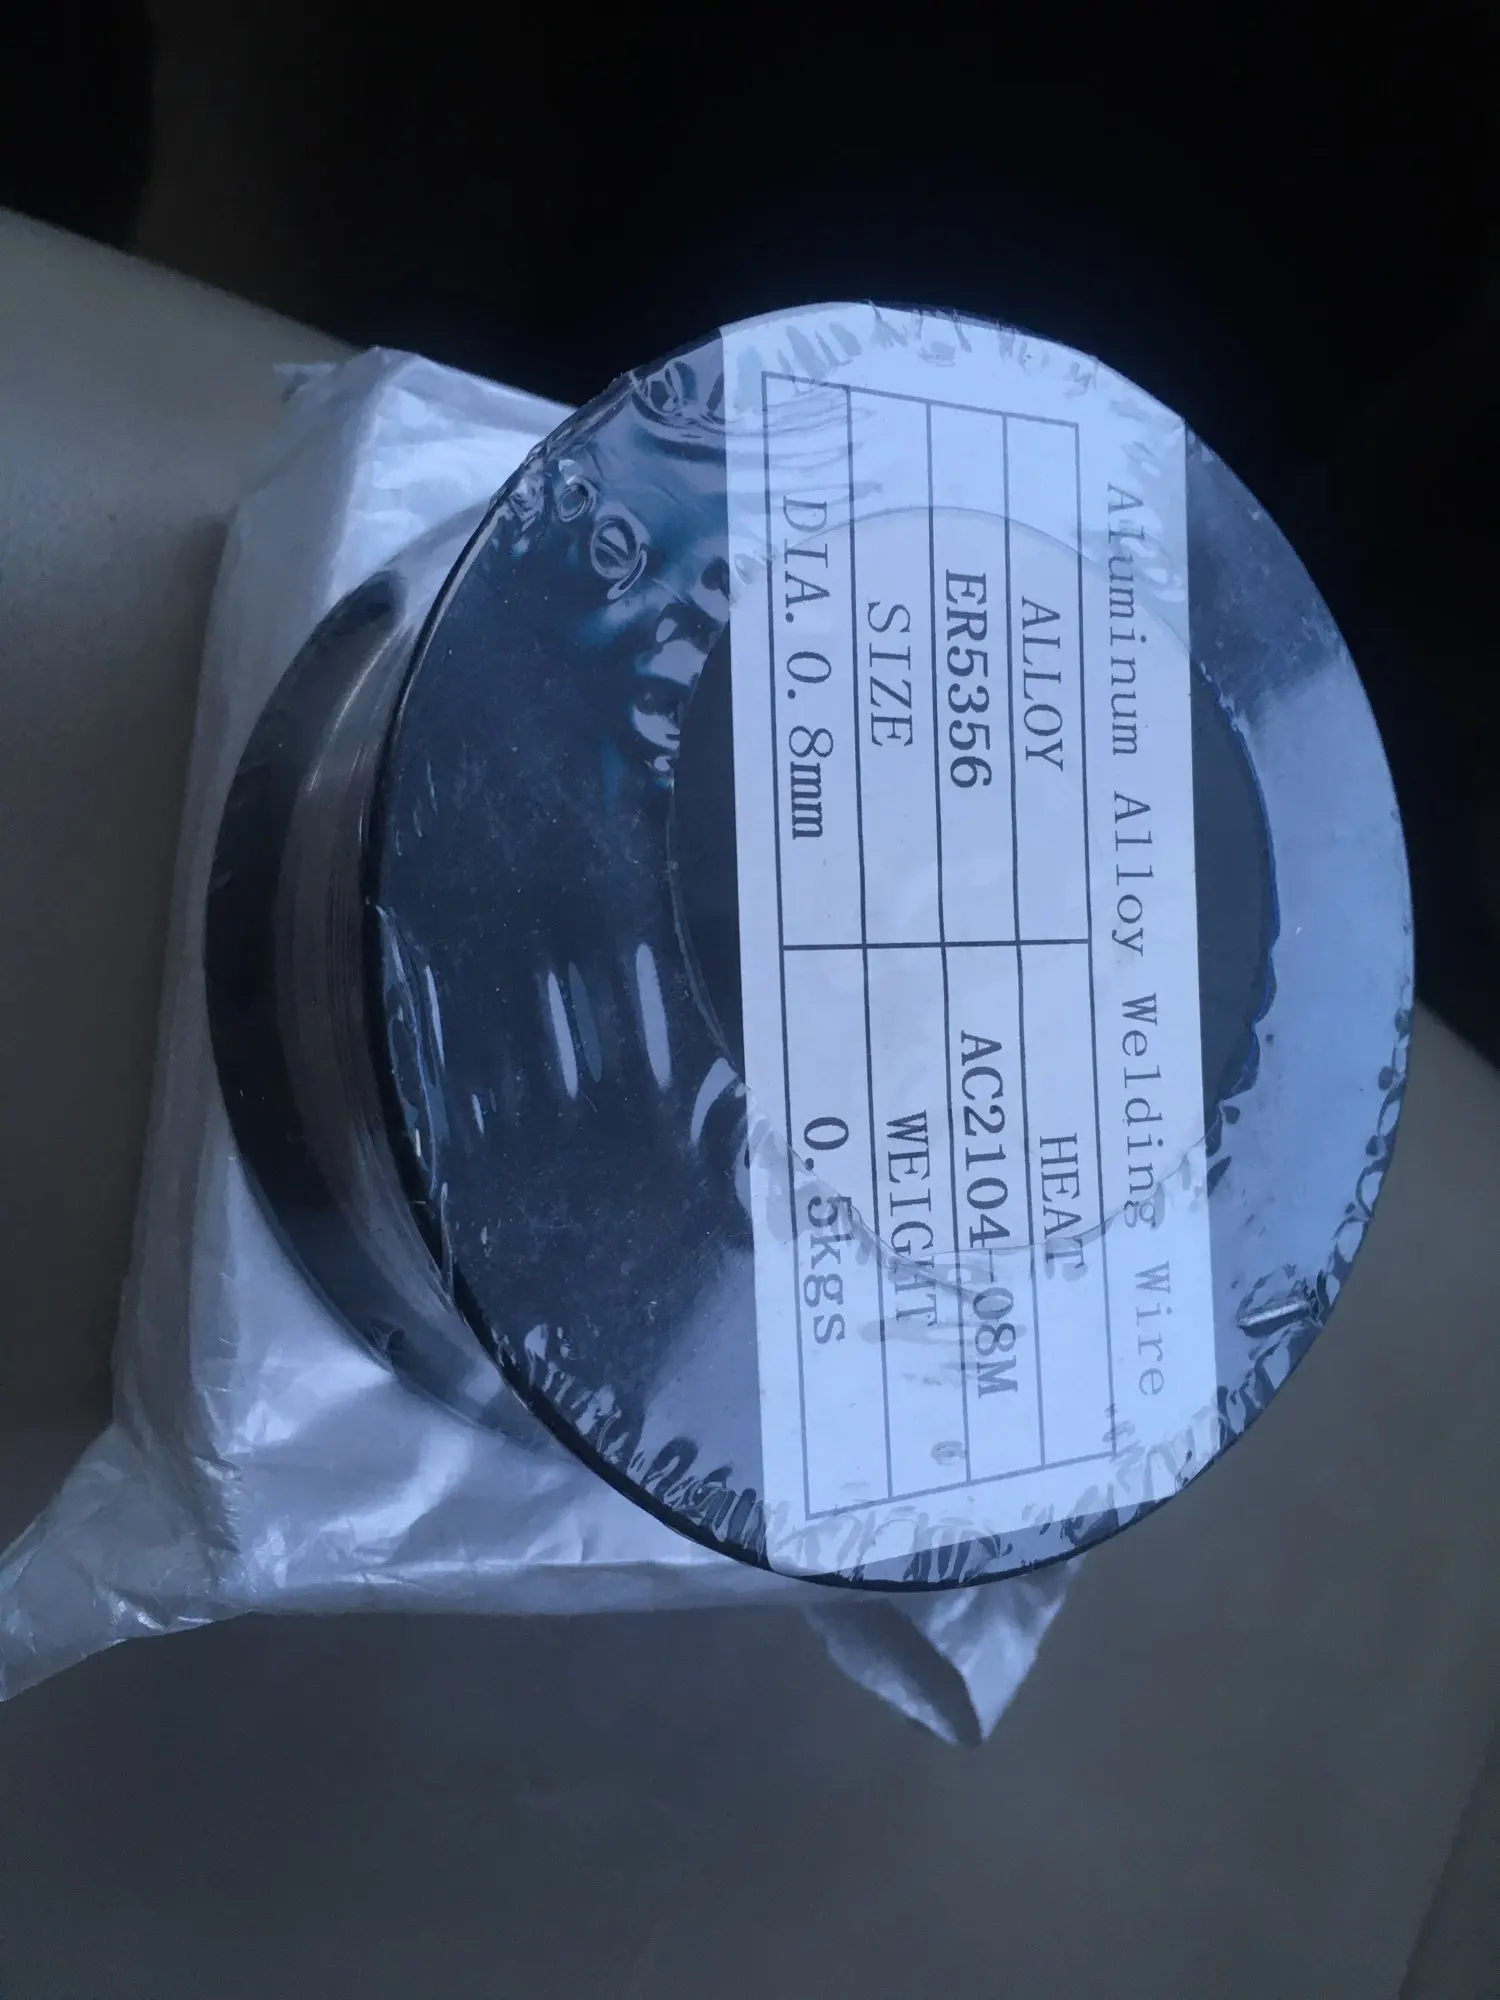 Aluminum Alloy Welding Wire
ALLOY HEAT
ER5356 AC2104-08M
SIZE WEIGHT
DIA. 0.8mm 0.5kgs